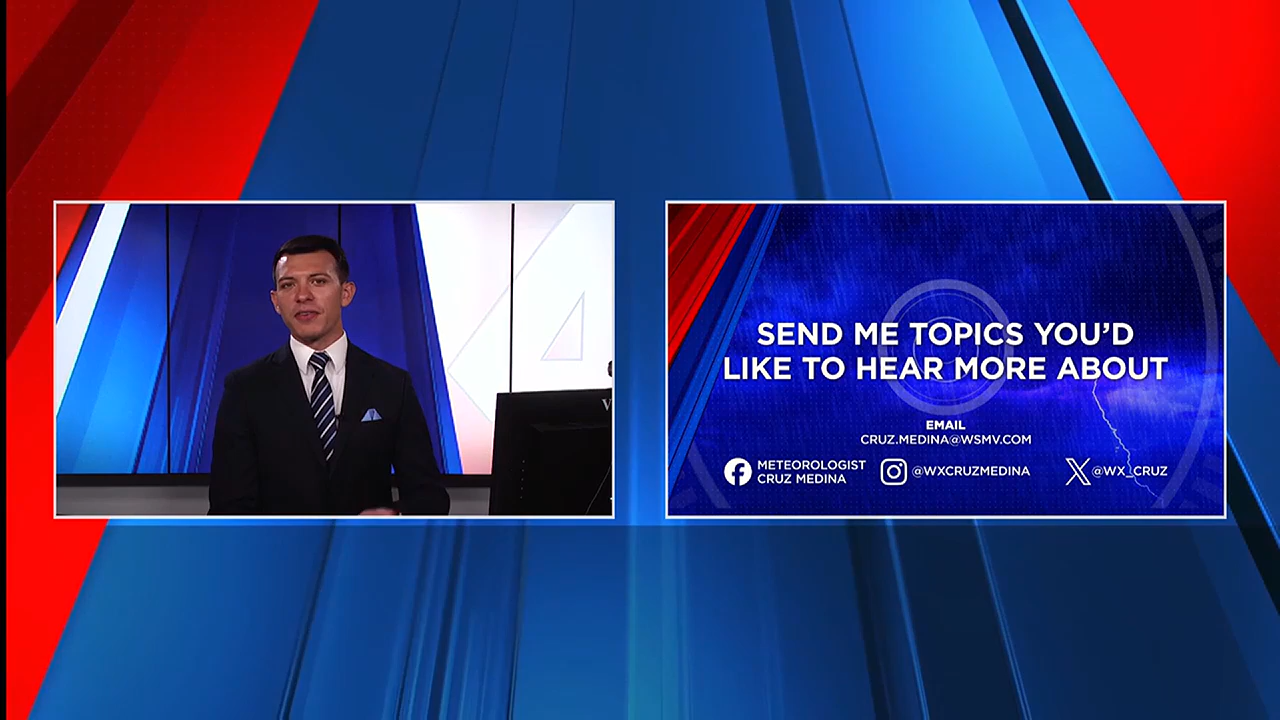 SEND ME TOPICS YOU'D
LIKE TO HEAR MORE ABOUT
EMAIL
CRUZ.MEDINA@WSMV.COM
METEOROLOGIST
CRUZ MEDINA
@WXCRUZMEDINA
@WX_CRUZ
4
V